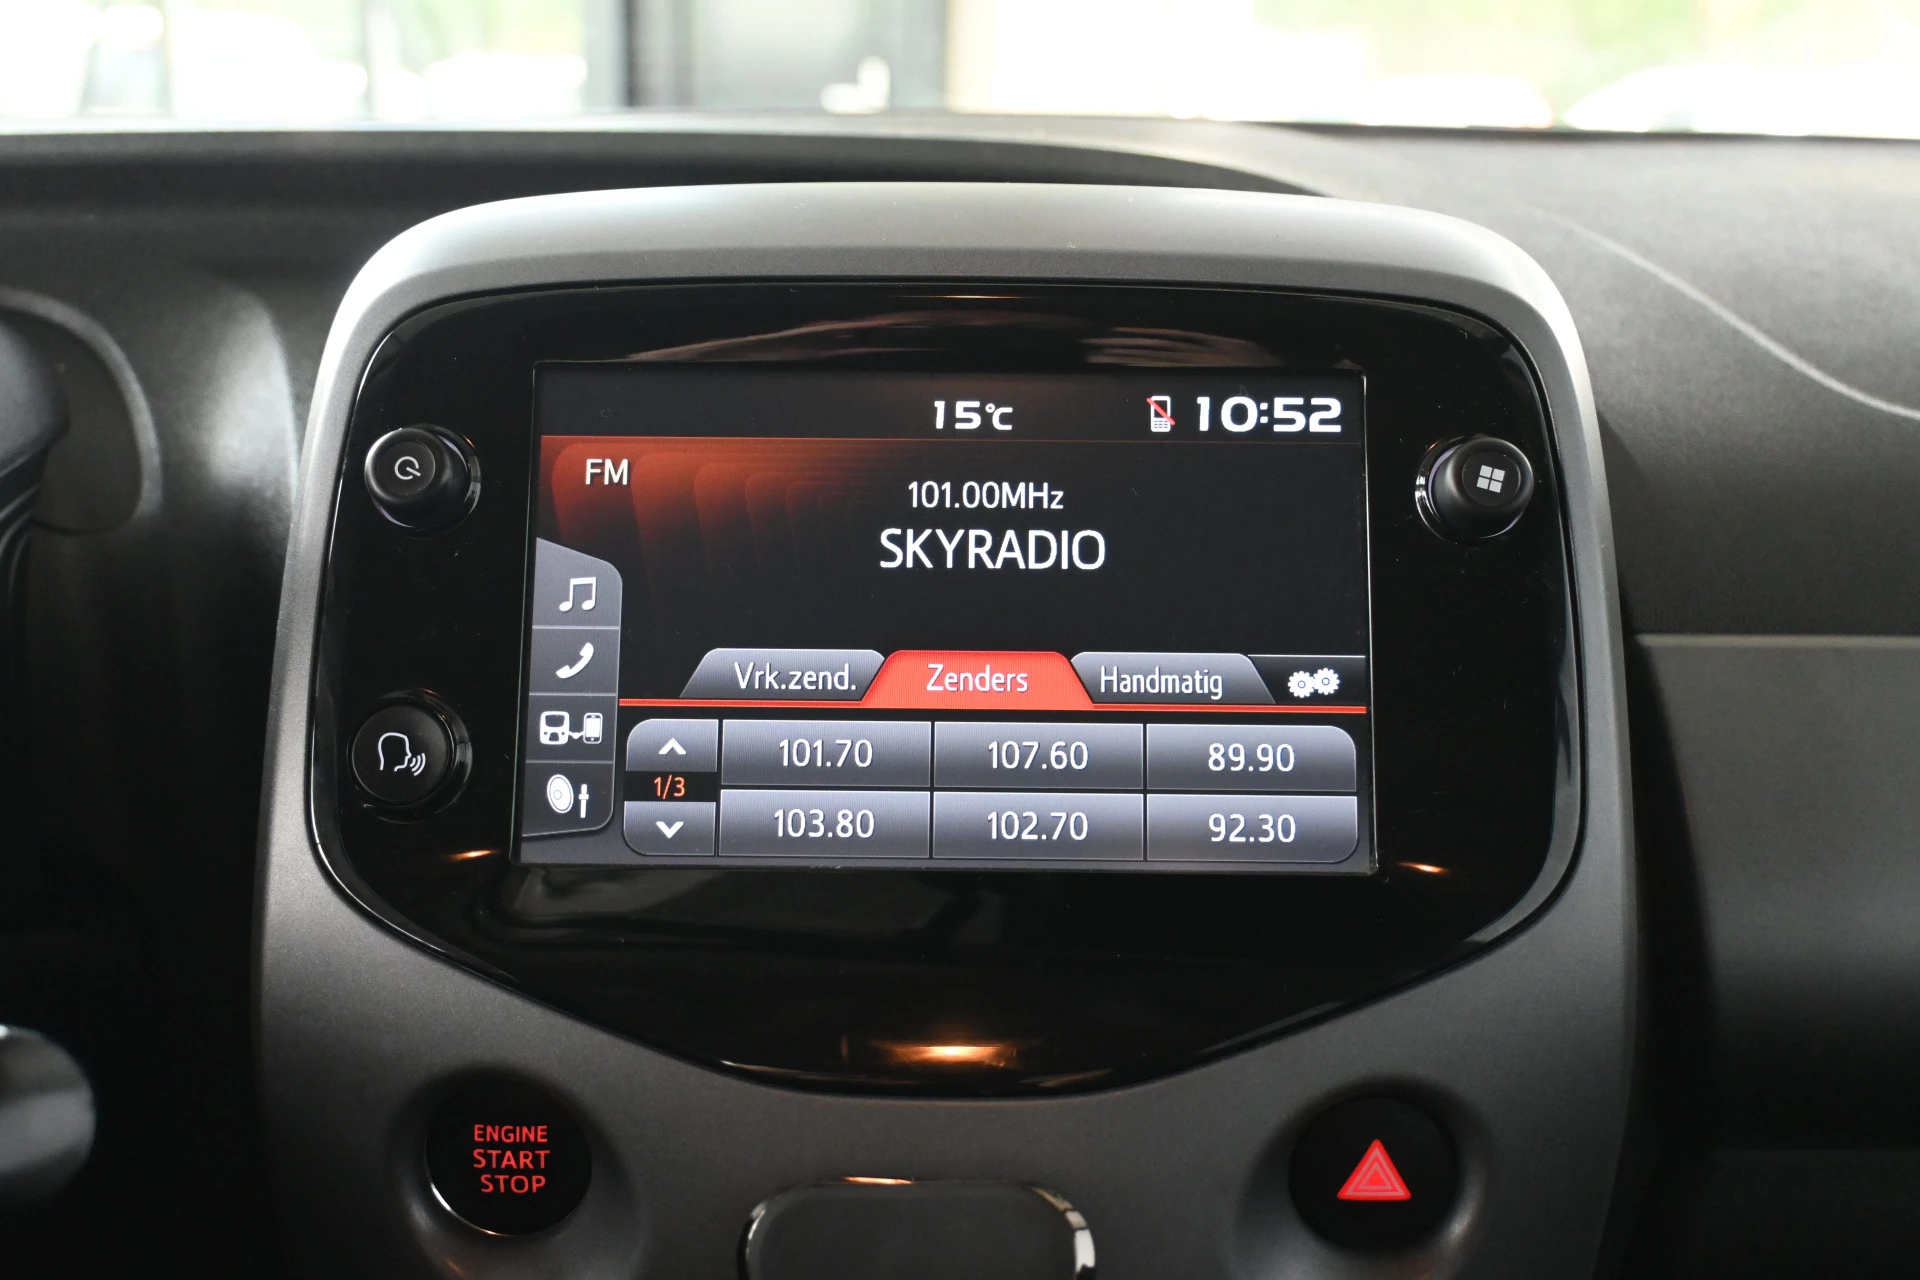 15°C 10:52
FM
101.00MHz
SKYRADIO
Vrk.zend. Zenders Handmatig
101.70 107.60 89.90
1/3
103.80 102.70 92.30
ENGINE
START
STOP